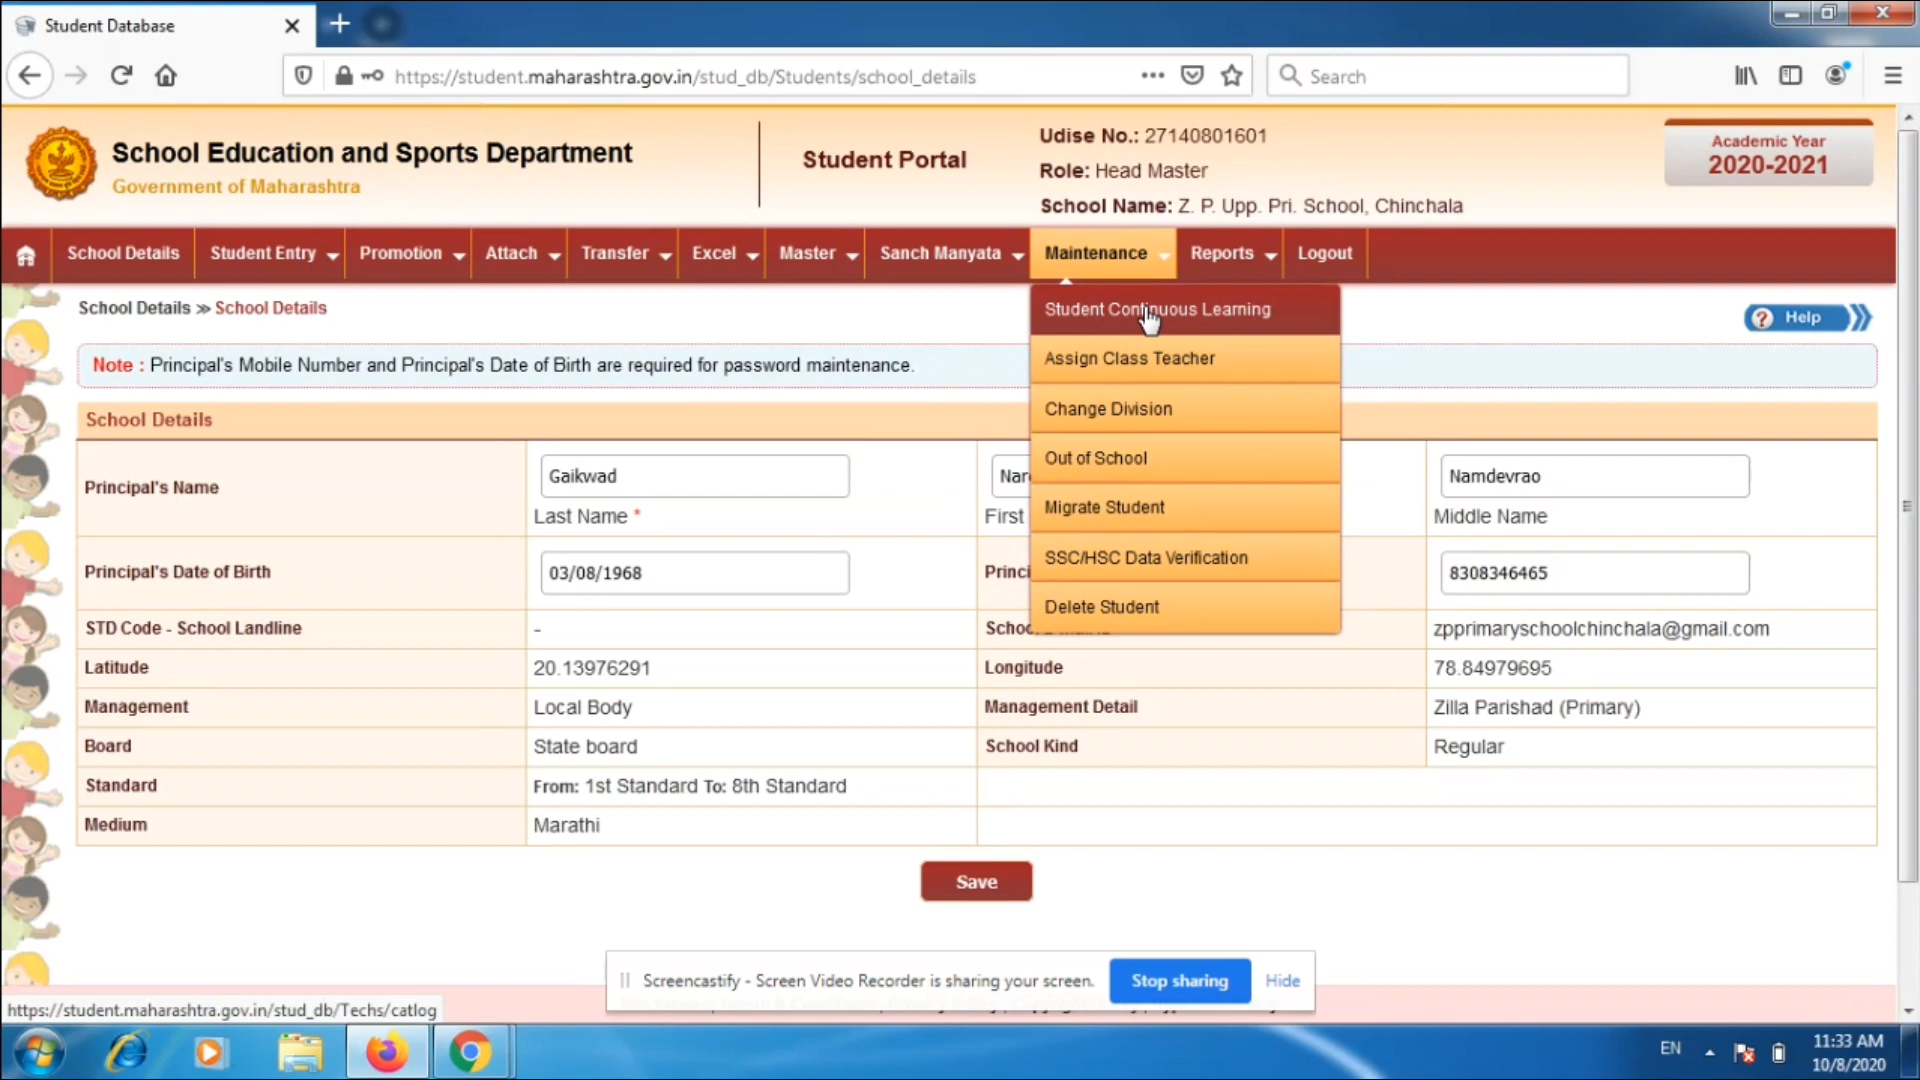 Student Database
https://student.maharashtra.gov.in/stud_db/Students/school_details
Search
School Education and Sports Department
Government of Maharashtra
Student Portal
Udise No.: 27140801601
Role: Head Master
School Name: Z. P. Upp. Pri. School, Chinchala
Academic Year
2020-2021
School Details Student Entry Promotion Attach Transfer Excel Master Sanch Manyata Maintenance Reports Logout
Student Continuous Learning
Assign Class Teacher
Change Division
Out of School
Migrate Student
SSC/HSC Data Verification
Delete Student
School Details >> School Details
Help
Note : Principal's Mobile Number and Principal's Date of Birth are required for password maintenance.
School Details
Principal's Name
Gaikwad
Last Name *
Nar
First
Namdevrao
Middle Name
Principal's Date of Birth
03/08/1968
Princi
8308346465
STD Code - School Landline
-
Schoo
zpprimaryschoolchinchala@gmail.com
Latitude
20.13976291
Longitude
78.84979695
Management
Local Body
Management Detail
Zilla Parishad (Primary)
Board
State board
School Kind
Regular
Standard
From: 1st Standard To: 8th Standard
Medium
Marathi
Save
Screencastify - Screen Video Recorder is sharing your screen.
Stop sharing
Hide
https://student.maharashtra.gov.in/stud_db/Techs/catlog
EN
11:33 AM
10/8/2020